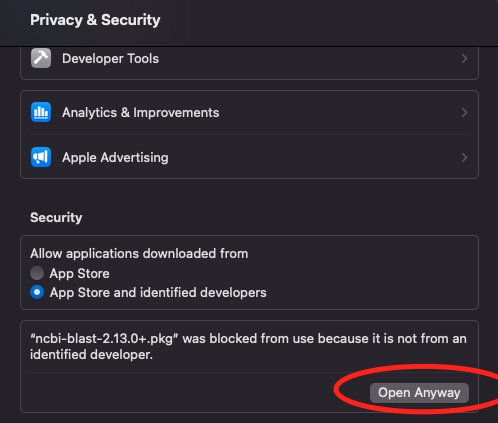 Privacy & Security
Developer Tools
Analytics & Improvements
Apple Advertising
Security
Allow applications downloaded from
App Store
App Store and identified developers
“ncbi-blast-2.13.0+.pkg” was blocked from use because it is not from an
identified developer.
Open Anyway